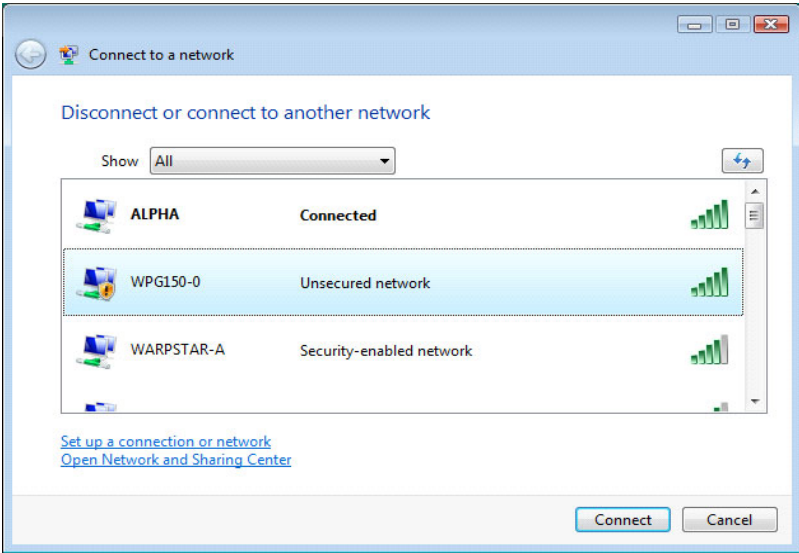 Connect to a network
Disconnect or connect to another network
Show All
ALPHA Connected
WPG150-0 Unsecured network
WARPSTAR-A Security-enabled network
Set up a connection or network
Open Network and Sharing Center
Connect Cancel